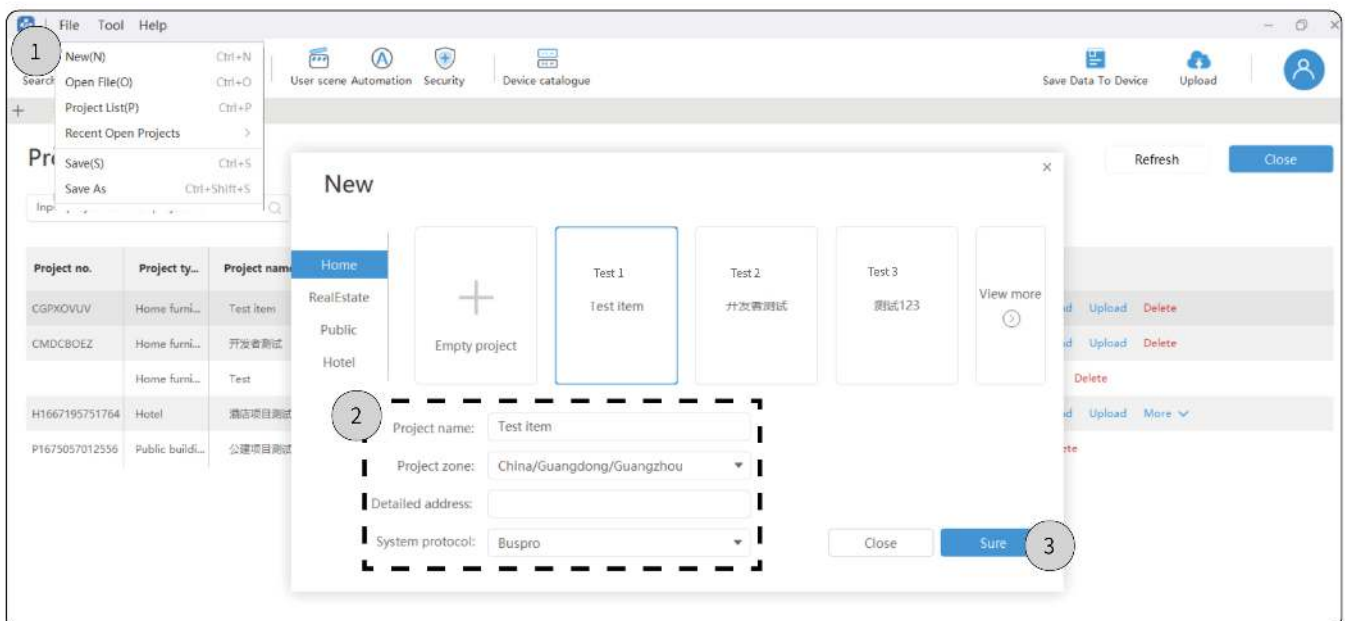 File Tool Help
1
New(N) Ctrl+N
Open File(O) Ctrl+O
Project List(P) Ctrl+P
Recent Open Projects >
Save(S) Ctrl+S
Save As Ctrl+Shift+S
Search
User scene Automation Security Device catalogue Save Data To Device Upload
+
Refresh Close
New ×
Home
RealEstate
Public
Hotel
Empty project
Test 1
Test item
Test 2
开发者测试
Test 3
测试123
View more
Project no. Project ty... Project name
CGPXOVUV Home furni... Test item Upload Delete
CMDCBOEZ Home furni... 开发者测试 Upload Delete
Home furni... Test Delete
H1667195751764 Hotel 酒店项目测试 Upload More
P1675057012556 Public buildi... 公建项目测试
2
Project name: Test item
Project zone: China/Guangdong/Guangzhou
Detailed address:
System protocol: Buspro
Close Sure 3